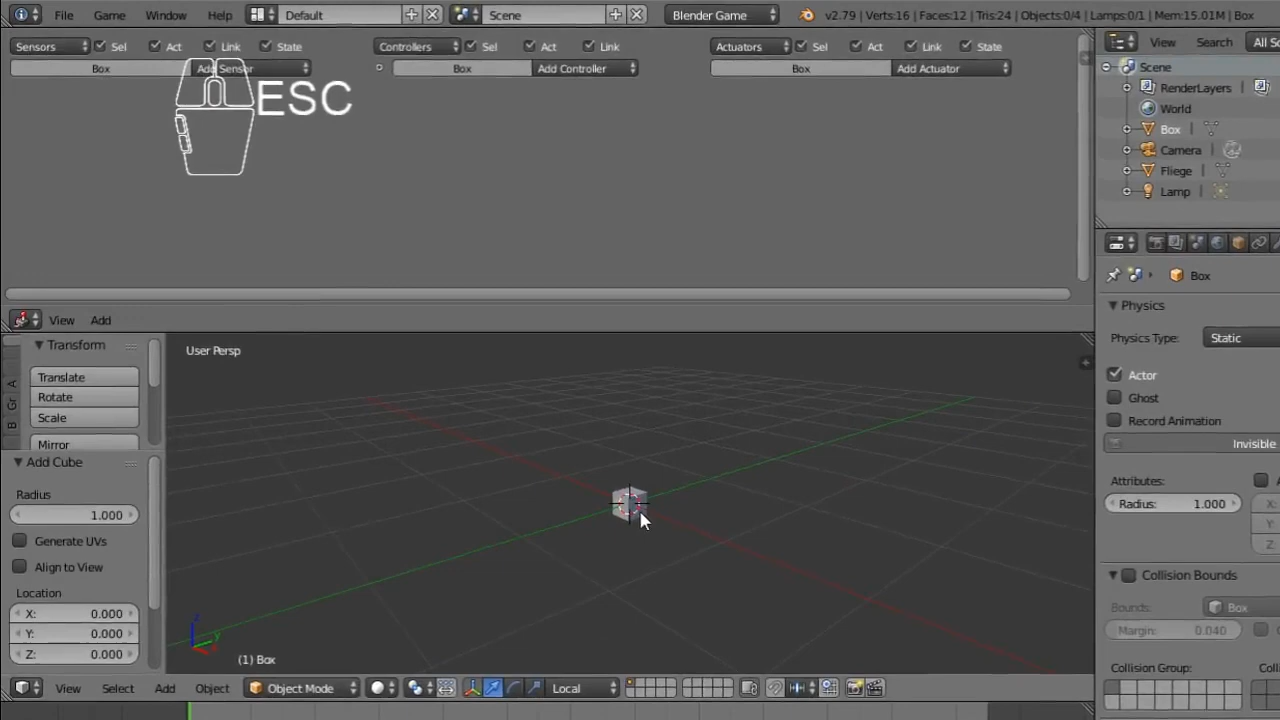 File Game Window Help Default Scene Blender Game v2.79 | Verts:16 | Faces:12 | Tris:24 | Objects:0/4 | Lamps:0/1 | Mem:15.01M | Box
Sensors Sel Act Link State Controllers Sel Act Link Actuators Sel Act Link State
Box Add Sensor Box Add Controller Box Add Actuator
ESC
View Add
View Search All Sc
Scene
RenderLayers
World
Box
Camera
Fliege
Lamp
Box
Physics
Physics Type: Static
Actor
Ghost
Record Animation
Invisible
Attributes:
Radius: 1.000 X:
Y:
Z:
Collision Bounds
Bounds: Box
Margin: 0.040
Collision Group:
Transform
Translate
Rotate
Scale
Mirror
Add Cube
Radius
1.000
Generate UVs
Align to View
Location
X: 0.000
Y: 0.000
Z: 0.000
A
Gr
B
User Persp
z
y
(1) Box
View Select Add Object Object Mode Local